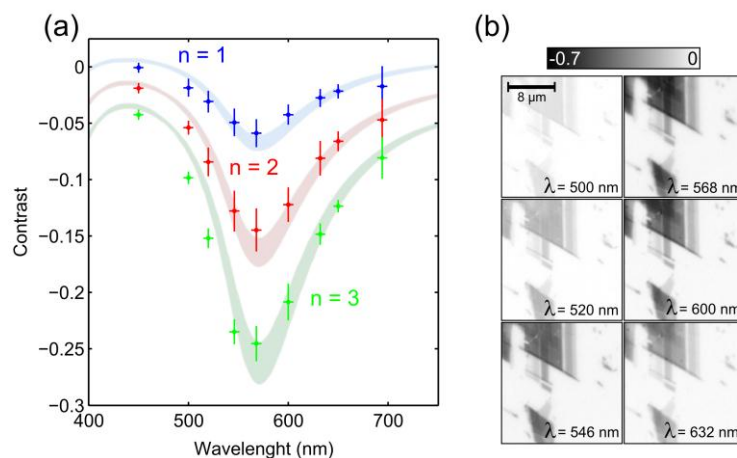 (a)
n = 1
n = 2
n = 3
0
−0.05
−0.1
−0.15
−0.2
−0.25
−0.3
Contrast
400
500
600
700
Wavelenght (nm)
(b)
-0.7
0
8 μm
λ = 500 nm
λ = 568 nm
λ = 520 nm
λ = 600 nm
λ = 546 nm
λ = 632 nm